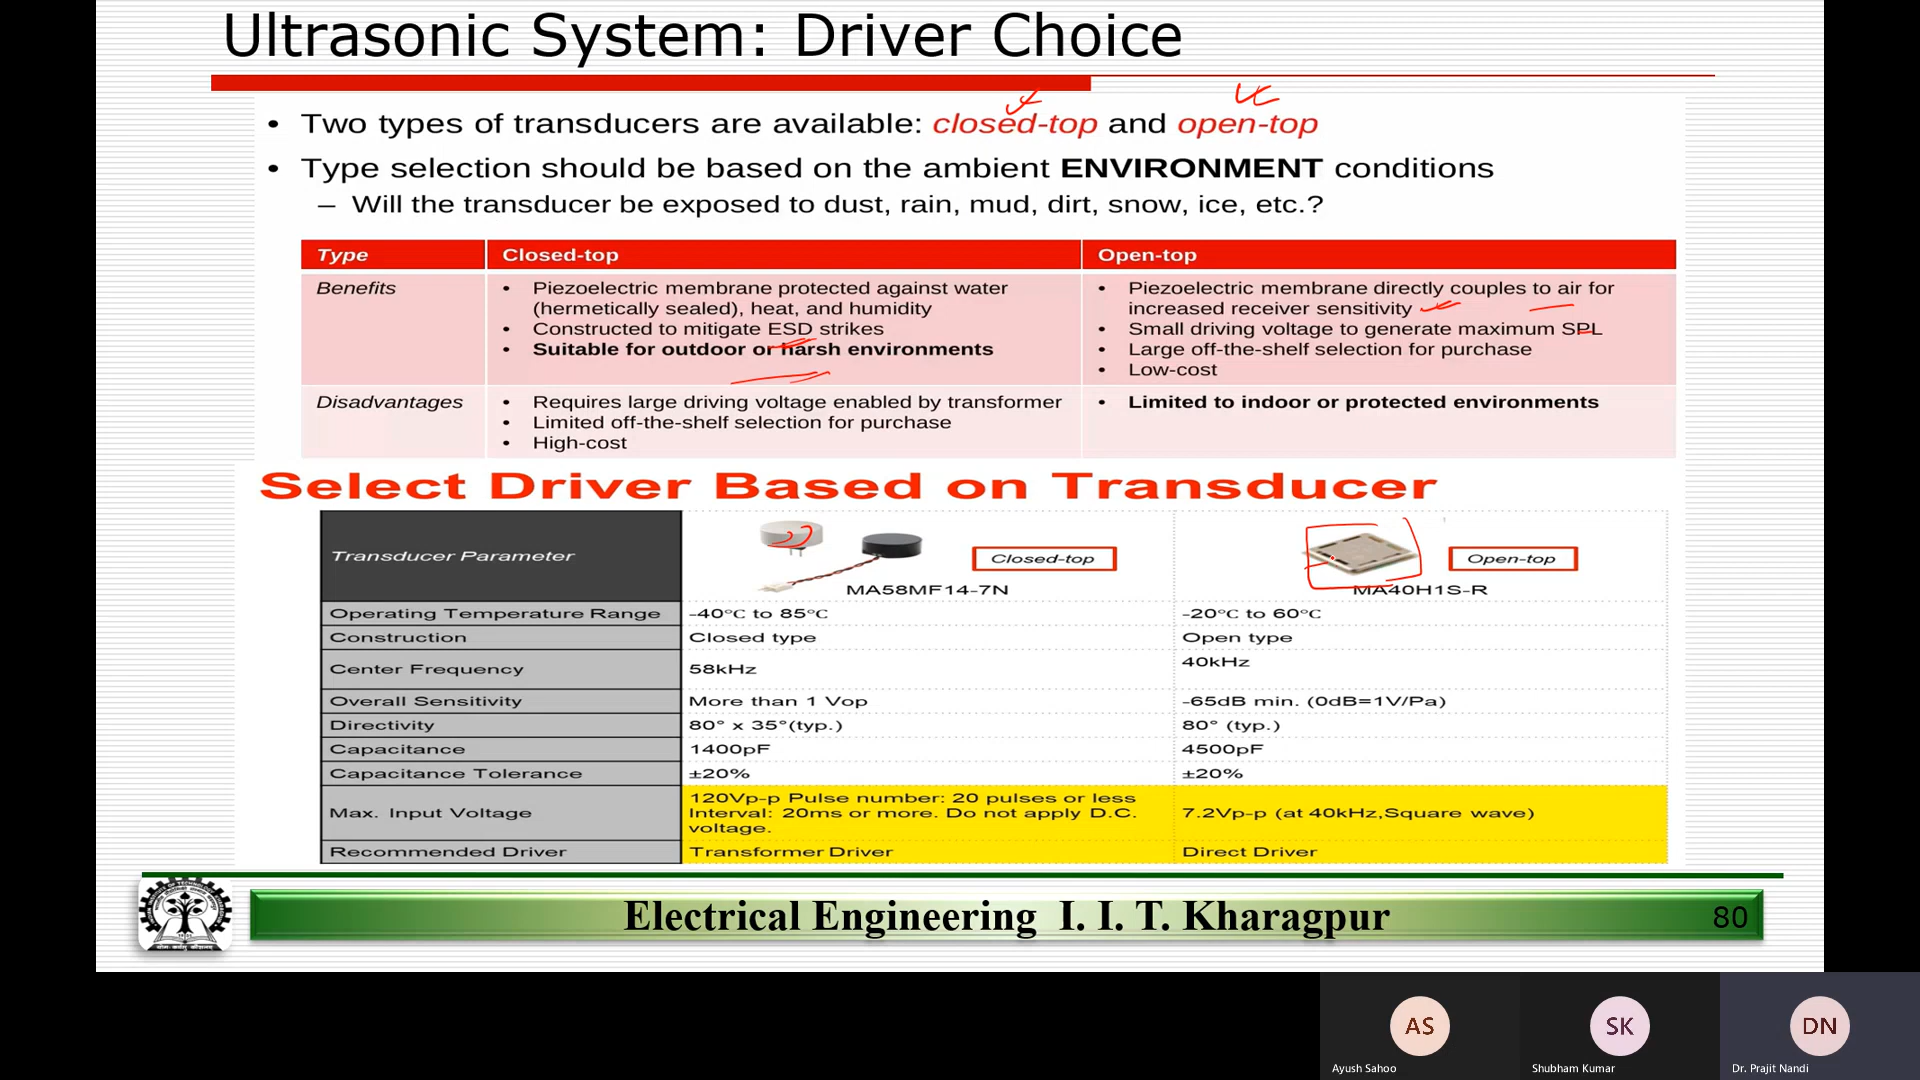 Ultrasonic System: Driver Choice
• Two types of transducers are available: closed-top and open-top
• Type selection should be based on the ambient ENVIRONMENT conditions
– Will the transducer be exposed to dust, rain, mud, dirt, snow, ice, etc.?
Type Closed-top Open-top
Benefits
• Piezoelectric membrane protected against water
(hermetically sealed), heat, and humidity
• Constructed to mitigate ESD strikes
• Suitable for outdoor or harsh environments
• Piezoelectric membrane directly couples to air for
increased receiver sensitivity
• Small driving voltage to generate maximum SPL
• Large off-the-shelf selection for purchase
• Low-cost
Disadvantages
• Requires large driving voltage enabled by transformer
• Limited off-the-shelf selection for purchase
• High-cost
• Limited to indoor or protected environments
Select Driver Based on Transducer
Transducer Parameter
Closed-top
MA58MF14-7N
Open-top
MA40H1S-R
Operating Temperature Range -40°C to 85°C -20°C to 60°C
Construction Closed type Open type
Center Frequency 58kHz 40kHz
Overall Sensitivity More than 1 Vop -65dB min. (0dB=1V/Pa)
Directivity 80° x 35°(typ.) 80° (typ.)
Capacitance 1400pF 4500pF
Capacitance Tolerance ±20% ±20%
Max. Input Voltage
120Vp-p Pulse number: 20 pulses or less
Interval: 20ms or more. Do not apply D.C.
voltage.
7.2Vp-p (at 40kHz,Square wave)
Recommended Driver Transformer Driver Direct Driver
Electrical Engineering I. I. T. Kharagpur
80
AS SK DN
Ayush Sahoo Shubham Kumar Dr. Prajit Nandi